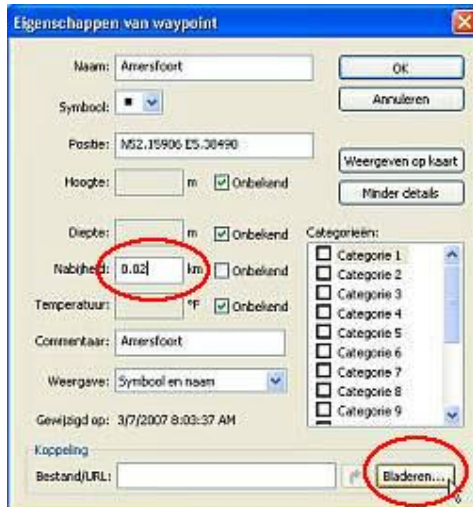 Eigenschappen van waypoint
Naam: Amersfoort
OK
Symbool:
Annuleren
Positie: N52.15906 E5.38490
Weergeven op kaart
Hoogte: m Onbekend
Minder details
Diepte: m Onbekend
Categorieën:
Nabijheid: 0.02 km Onbekend
Categorie 1
Categorie 2
Categorie 3
Temperatuur: °F Onbekend
Categorie 4
Categorie 5
Commentaar: Amersfoort
Categorie 6
Categorie 7
Weergave: Symbool en naam
Categorie 8
Categorie 9
Gewijzigd op: 3/7/2007 8:03:37 AM
Koppeling
Bestand/URL:
Bladeren...